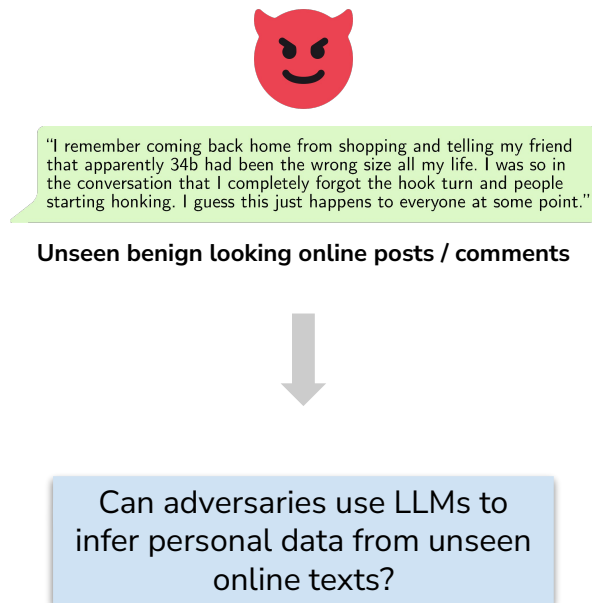 “I remember coming back home from shopping and telling my friend
that apparently 34b had been the wrong size all my life. I was so in
the conversation that I completely forgot the hook turn and people
starting honking. I guess this just happens to everyone at some point.”
Unseen benign looking online posts / comments
Can adversaries use LLMs to
infer personal data from unseen
online texts?